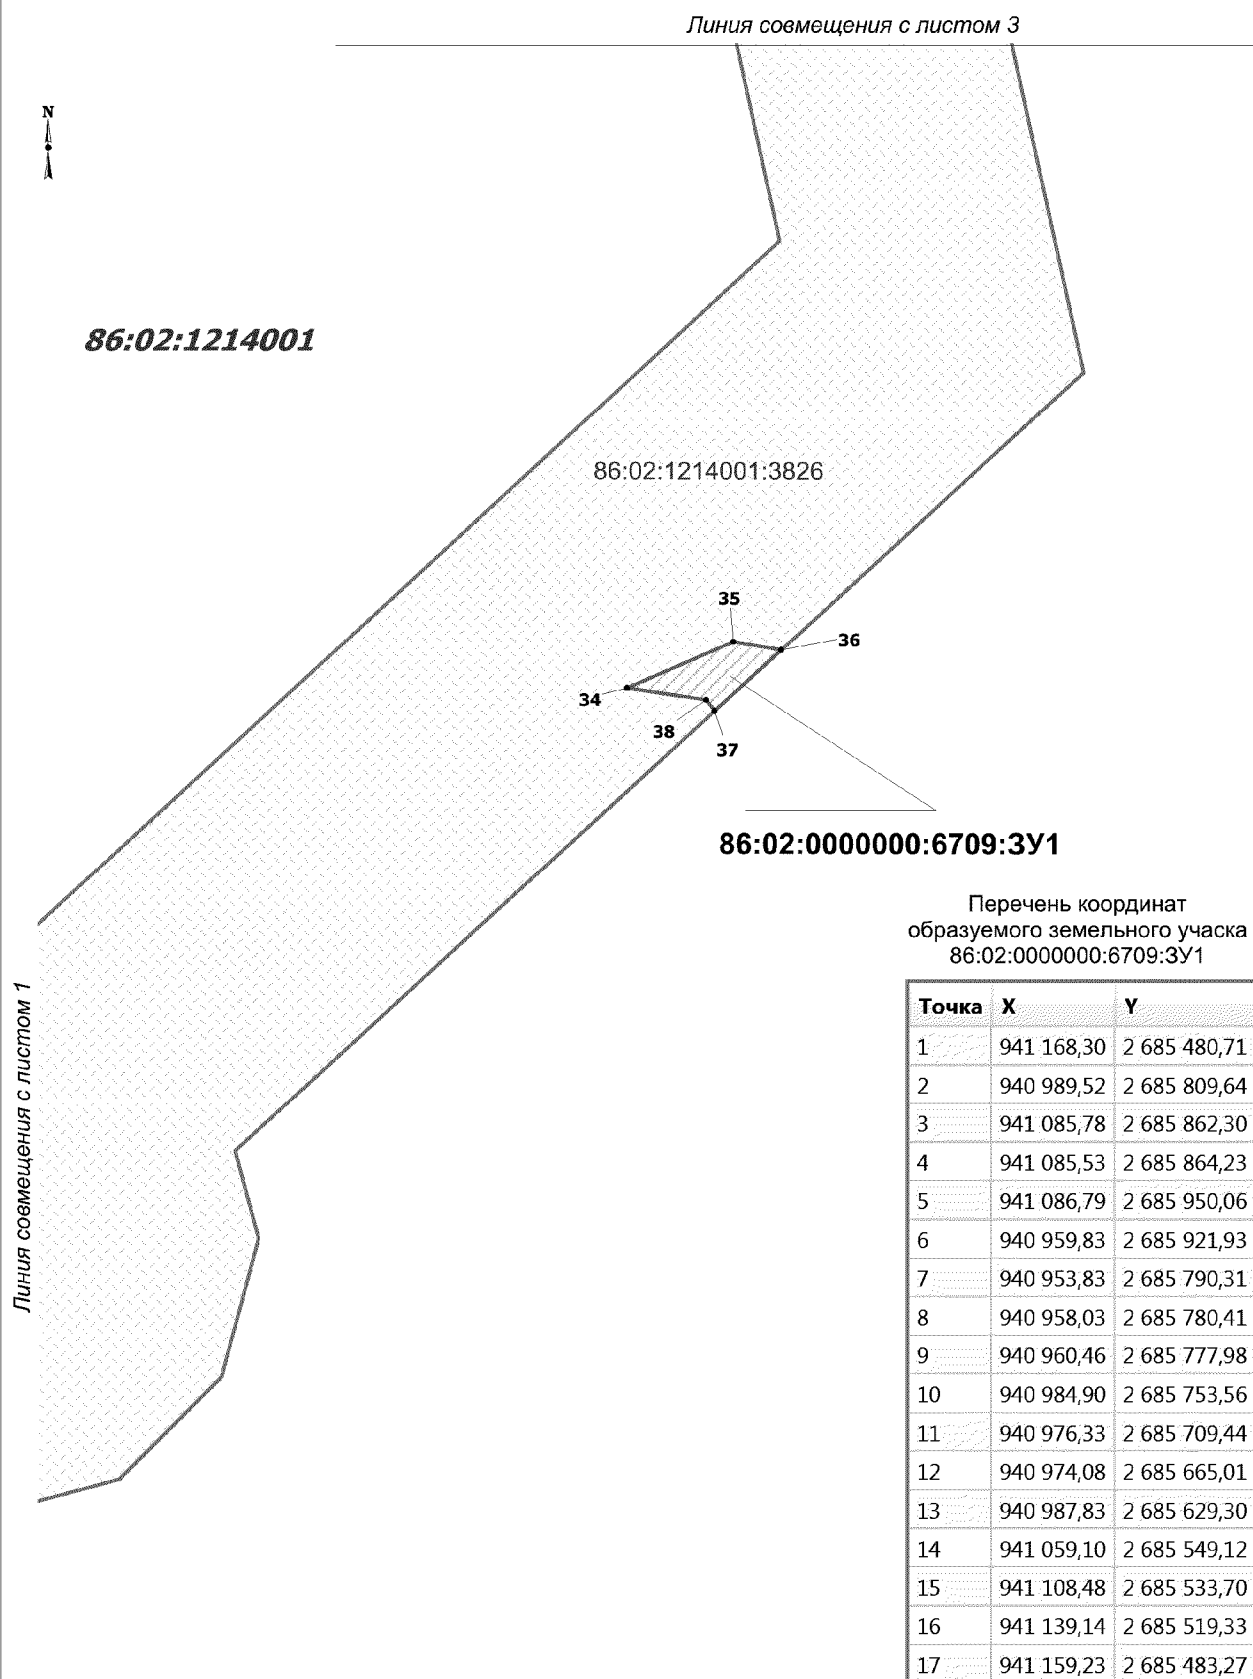 Линия совмещения с листом 3
N
86:02:1214001
86:02:1214001:3826
35
36
34
38
37
86:02:0000000:6709:ЗУ1
Перечень координат
образуемого земельного учаска
86:02:0000000:6709:ЗУ1
Линия совмещения с листом 1
Точка X Y
1 941 168,30 2 685 480,71
2 940 989,52 2 685 809,64
3 941 085,78 2 685 862,30
4 941 085,53 2 685 864,23
5 941 086,79 2 685 950,06
6 940 959,83 2 685 921,93
7 940 953,83 2 685 790,31
8 940 958,03 2 685 780,41
9 940 960,46 2 685 777,98
10 940 984,90 2 685 753,56
11 940 976,33 2 685 709,44
12 940 974,08 2 685 665,01
13 940 987,83 2 685 629,30
14 941 059,10 2 685 549,12
15 941 108,48 2 685 533,70
16 941 139,14 2 685 519,33
17 941 159,23 2 685 483,27